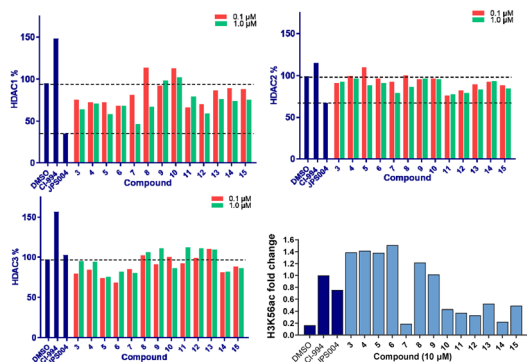 0.1 µM
1.0 µM
HDAC1 %
150
100
50
0
DMSO
CI-994
JPS004
3 4 5 6 7 8 9 10 11 12 13 14 15
Compound
0.1 µM
1.0 µM
HDAC2 %
150
100
50
0
DMSO
CI-994
JPS004
3 4 5 6 7 8 9 10 11 12 13 14 15
Compound
0.1 µM
1.0 µM
HDAC3 %
150
100
50
0
DMSO
CI-994
JPS004
3 4 5 6 7 8 9 10 11 12 13 14 15
Compound
H3K56ac fold change
1.6
1.4
1.2
1.0
0.8
0.6
0.4
0.2
0.0
DMSO
CI-994
JPS004
3 4 5 6 7 8 9 10 11 12 13 14 15
Compound (10 µM)